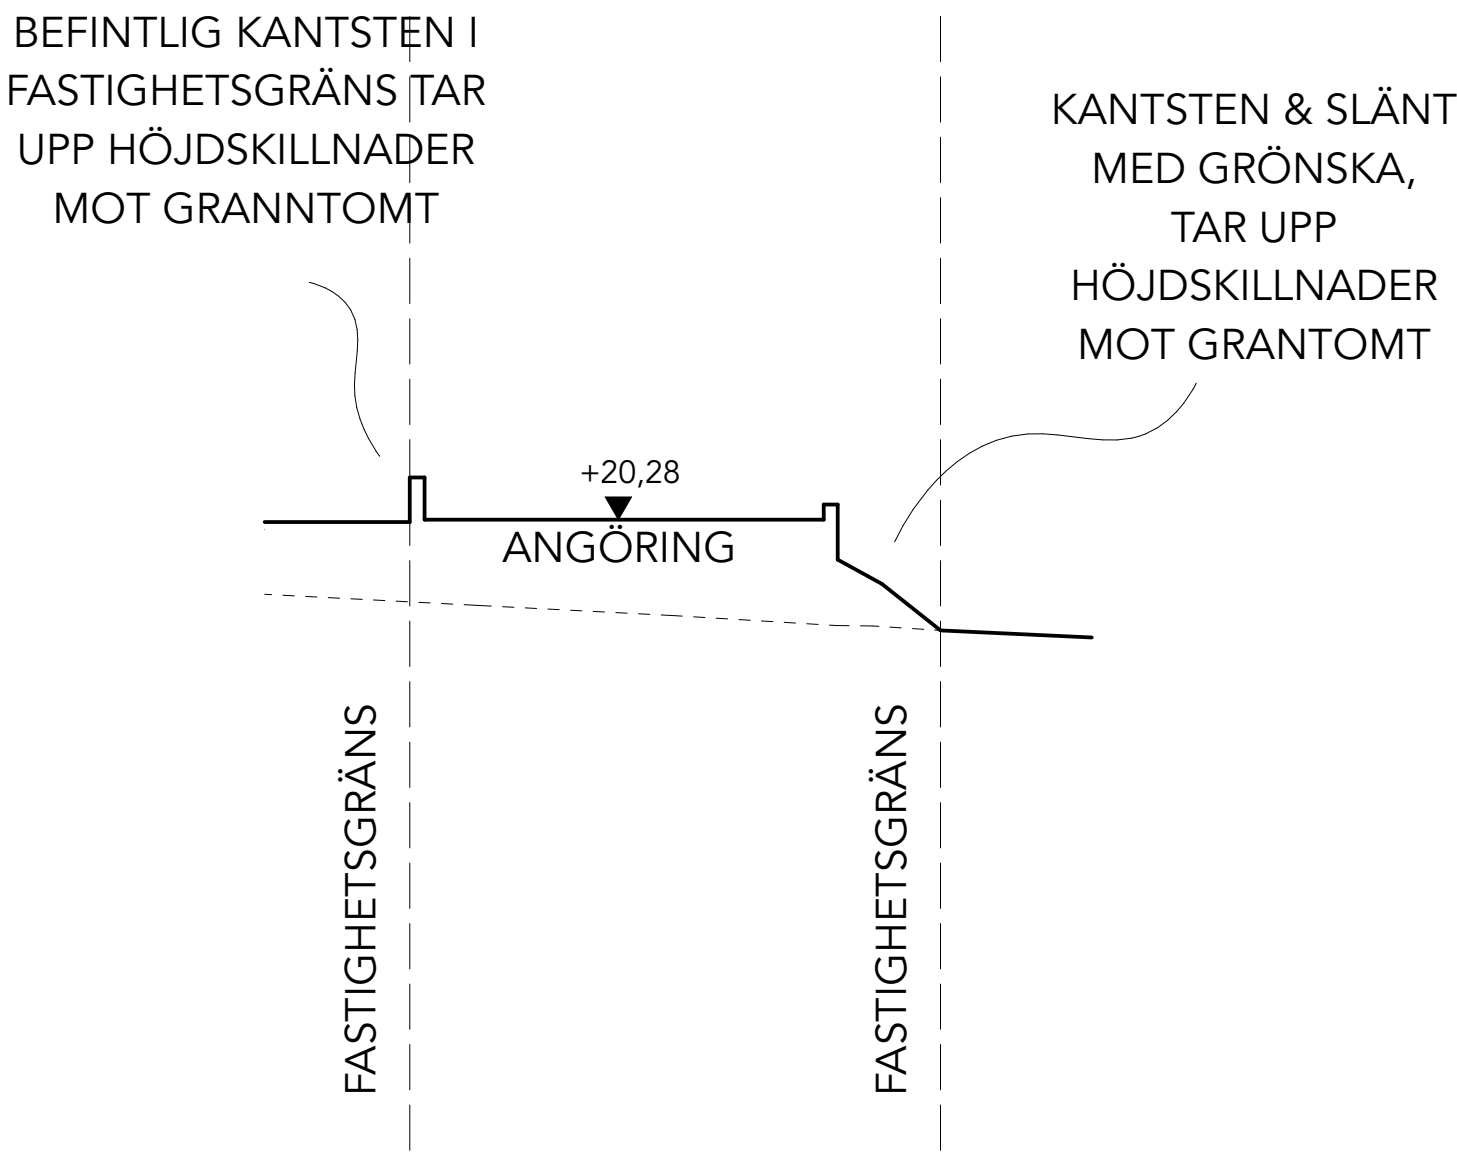 BEFINTLIG KANTSTEN I
FASTIGHETSGRÄNS TAR
UPP HÖJDSKILLNADER
MOT GRANNTOMT
KANTSTEN & SLÄNT
MED GRÖNSKA,
TAR UPP
HÖJDSKILLNADER
MOT GRANTOMT
+20,28
ANGÖRING
FASTIGHETSGRÄNS
FASTIGHETSGRÄNS